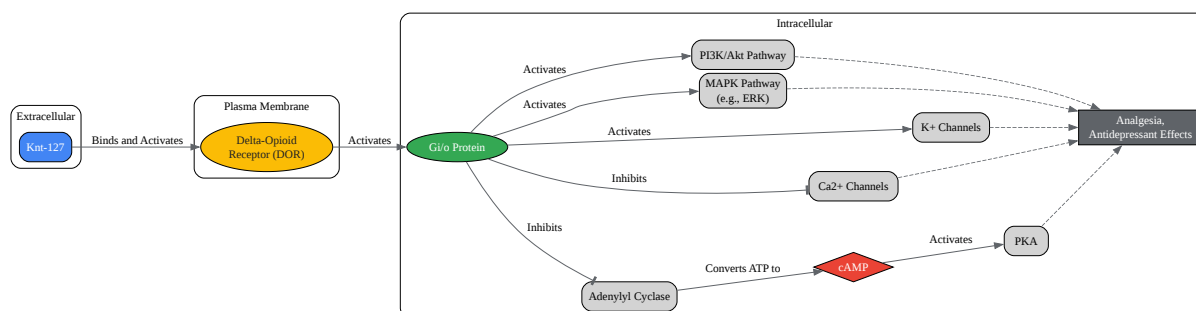 Intracellular
Extracellular
Knt-127
Binds and Activates
Plasma Membrane
Delta-Opioid
Receptor (DOR)
Activates
Gi/o Protein
Activates
PI3K/Akt Pathway
Activates
MAPK Pathway
(e.g., ERK)
Activates
K+ Channels
Inhibits
Ca2+ Channels
Inhibits
Adenylyl Cyclase
Converts ATP to
cAMP
Activates
PKA
Analgesia,
Antidepressant Effects